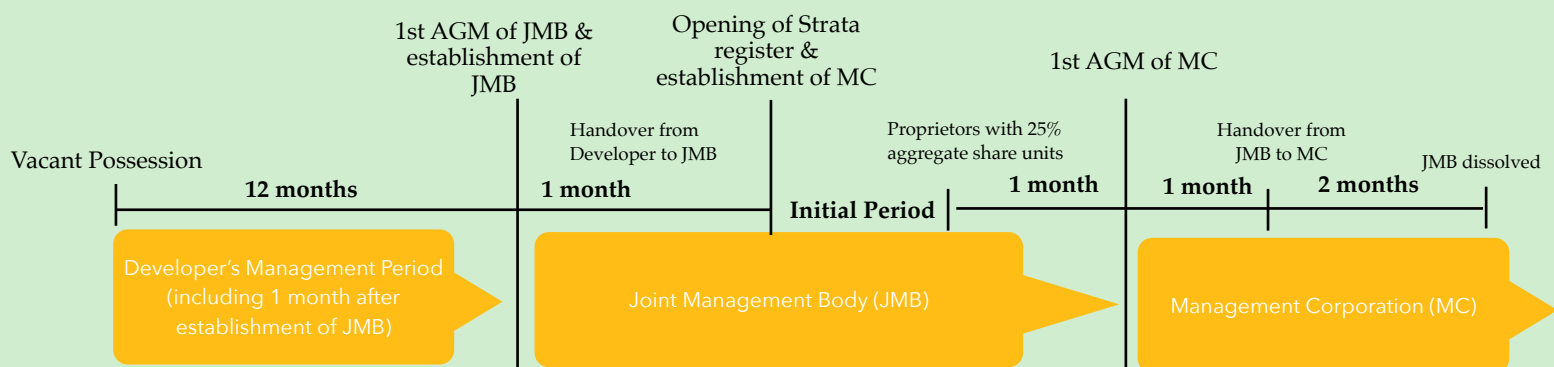 1st AGM of JMB &
establishment of
JMB
Opening of Strata
register &
establishment of MC
1st AGM of MC
Vacant Possession
Handover from
Developer to JMB
Proprietors with 25%
aggregate share units
Handover from
JMB to MC
JMB dissolved
12 months
1 month
Initial Period
1 month
1 month
2 months
Developer’s Management Period
(including 1 month after
establishment of JMB)
Joint Management Body (JMB)
Management Corporation (MC)